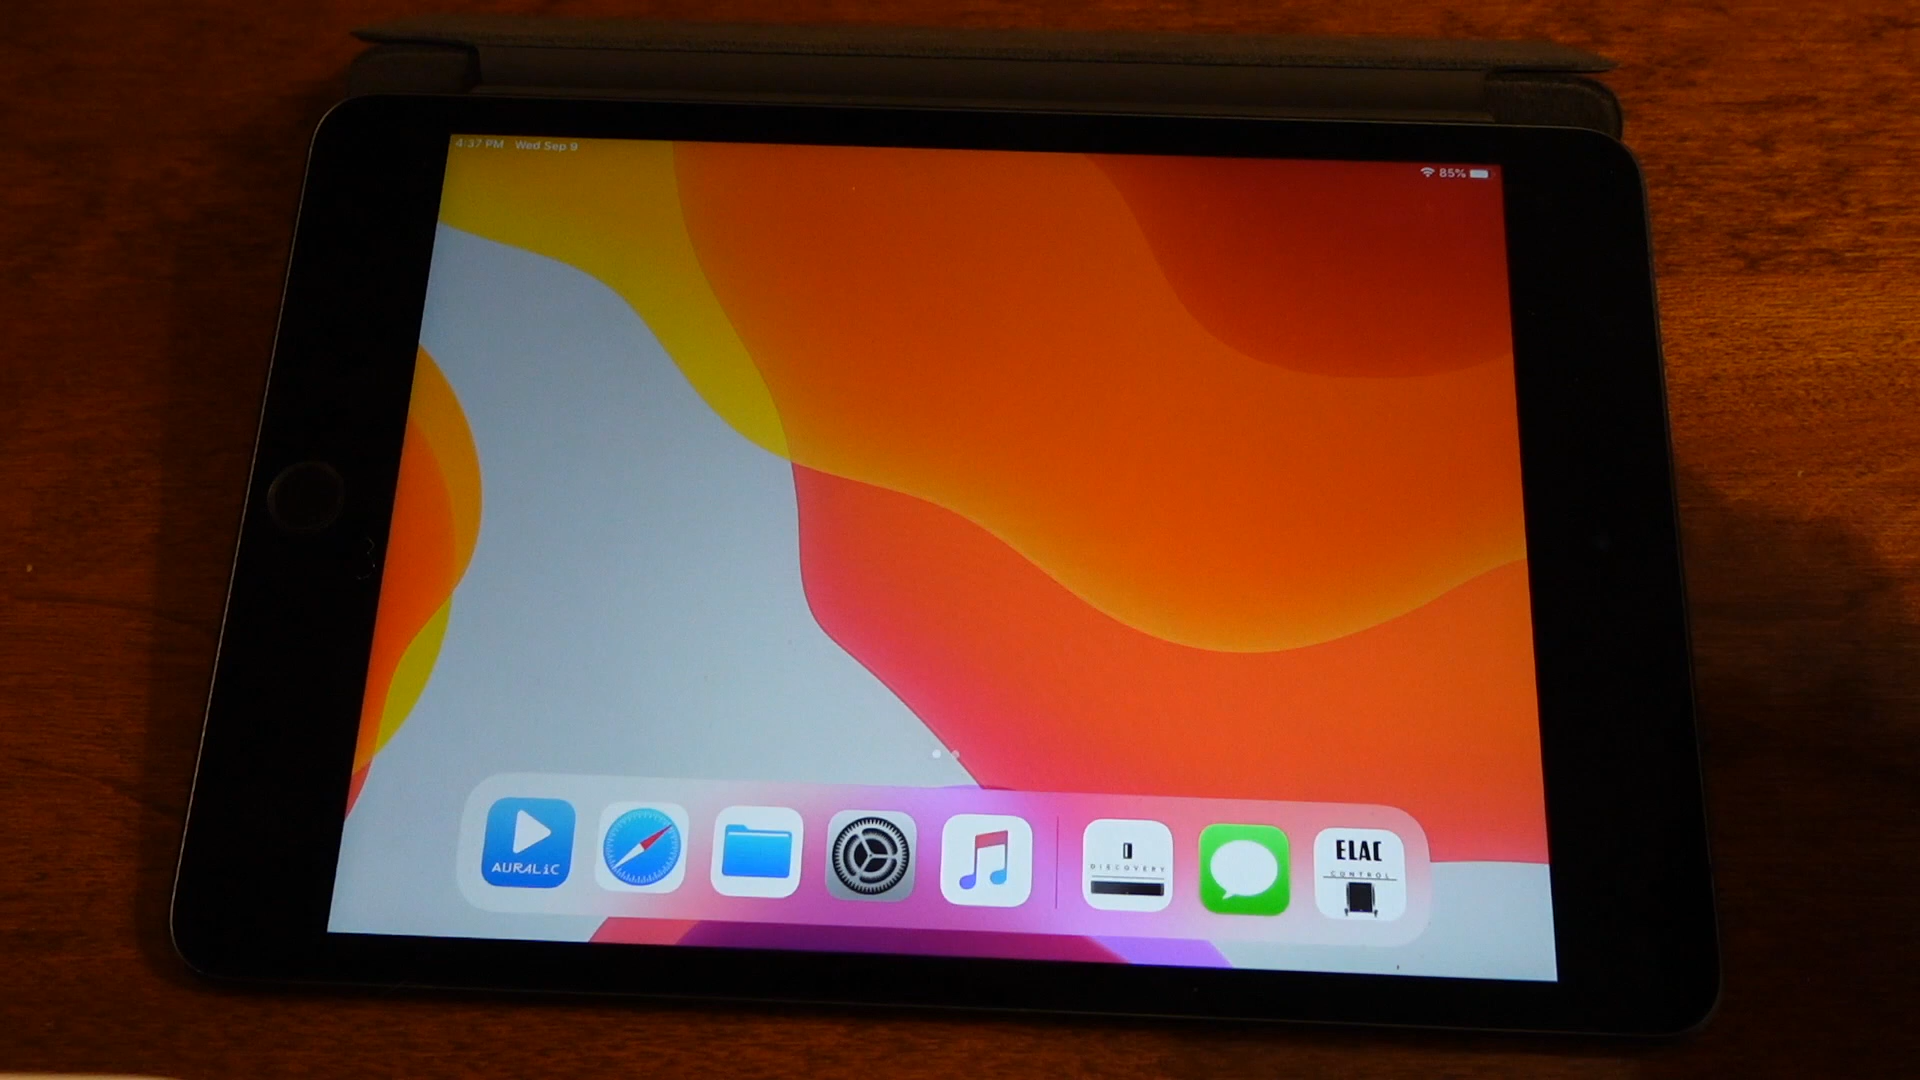 4:37 PM Wed Sep 9
85%
AURALiC
DISCOVERY
ELAC
CONTROL